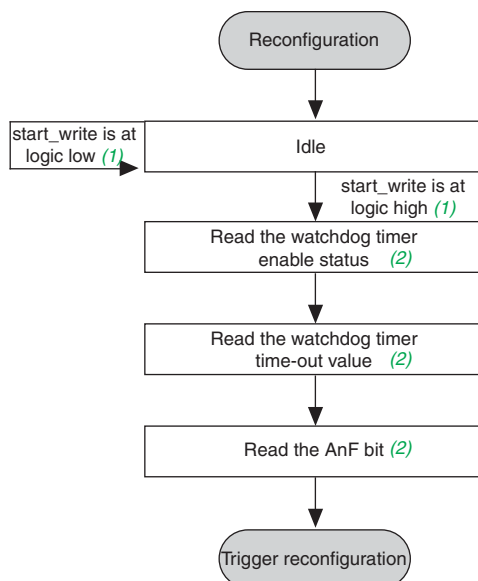 Reconfiguration
start_write is at
logic low (1)
Idle
start_write is at
logic high (1)
Read the watchdog timer
enable status (2)
Read the watchdog timer
time-out value (2)
Read the AnF bit (2)
Trigger reconfiguration